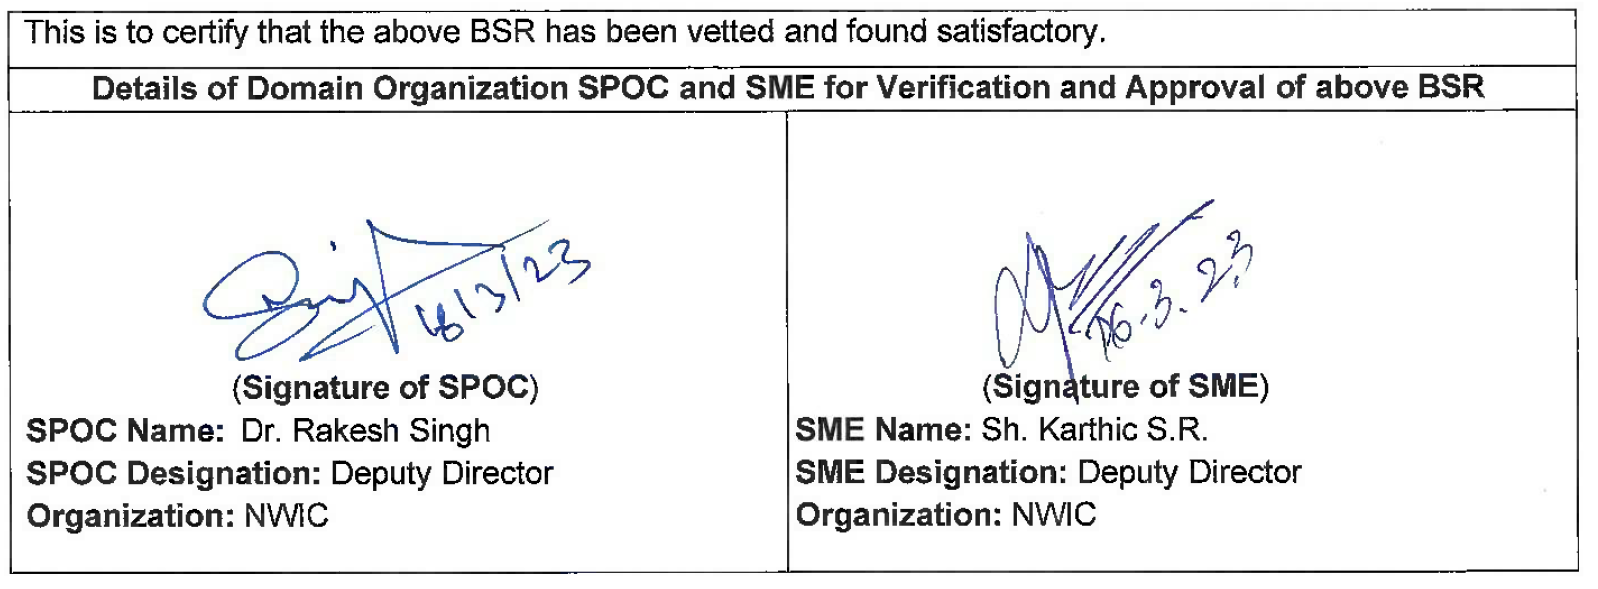 This is to certify that the above BSR has been vetted and found satisfactory.
Details of Domain Organization SPOC and SME for Verification and Approval of above BSR
16/3/23
(Signature of SPOC)
SPOC Name: Dr. Rakesh Singh
SPOC Designation: Deputy Director
Organization: NWIC
16.3.23
(Signature of SME)
SME Name: Sh. Karthic S.R.
SME Designation: Deputy Director
Organization: NWIC